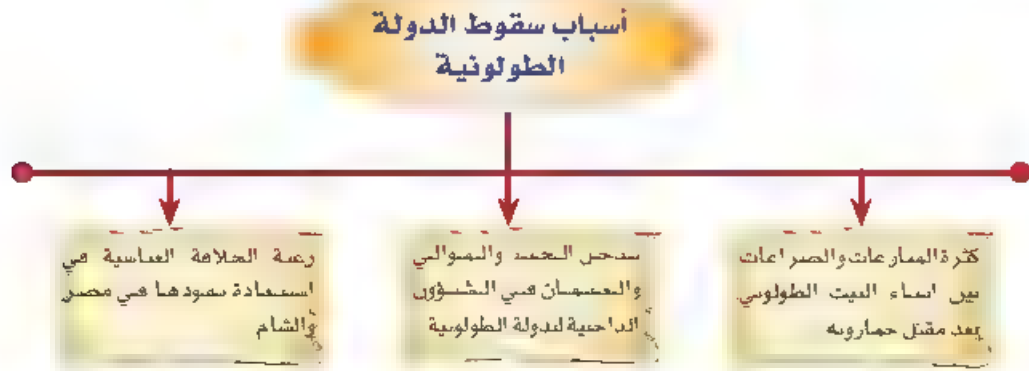 أسباب سقوط الدولة
الطولونية
كثرة المنازعات والصراعات
بين أبناء البيت الطولوني
بعد مقتل خمارويه
تدخل الجند والموالي
والخصيان في الشؤون
الداخلية للدولة الطولونية
رغبة الخلافة العباسية في
استعادة نفوذها في مصر
والشام